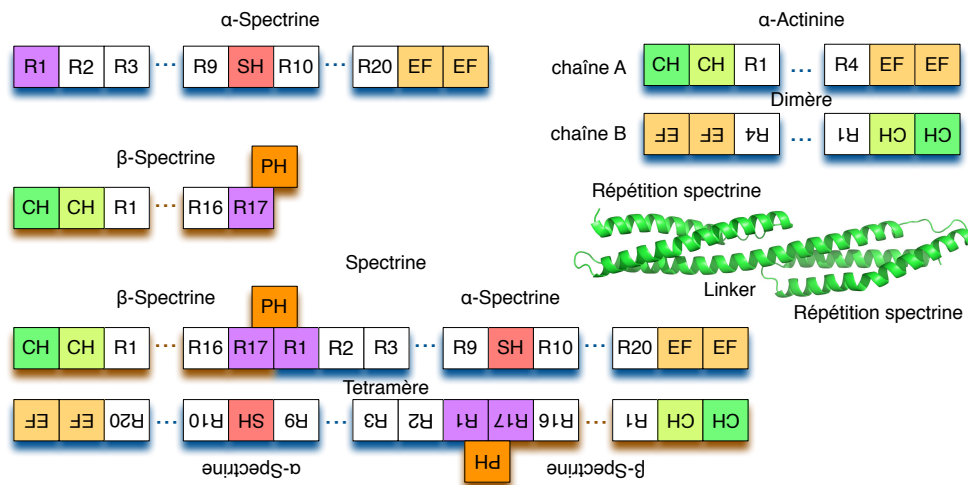 α-Spectrine
R1 R2 R3 ... R9 SH R10 ... R20 EF EF
β-Spectrine
PH
CH CH R1 ... R16 R17
α-Actinine
chaîne A CH CH R1 ... R4 EF EF
Dimère
chaîne B EF EF R4 ... R1 CH CH
Répétition spectrine
Linker
Répétition spectrine
Spectrine
β-Spectrine PH α-Spectrine
CH CH R1 ... R16 R17 R1 R2 R3 ... R9 SH R10 ... R20 EF EF
Tetramère
EF EF R20 ... R10 SH R9 ... R3 R2 R1 R17 R16 ... R1 CH CH
α-Spectrine PH β-Spectrine